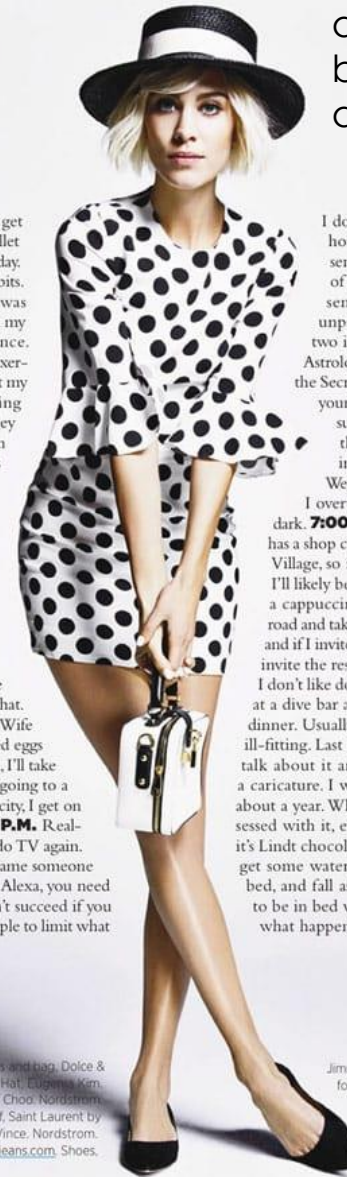 get
llet
day.
bits.
was
my
nce.
xer-
t my
ing
ey
hat.
Wife
ed eggs
, I'll take
going to a
city, I get on
P.M. Real-
do TV again.
ame someone
Alexa, you need
't succeed if you
ple to limit what
s and bag, Dolce &
Hat, Eugenia Kim.
Choo. Nordstrom.
f, Saint Laurent by
Vince. Nordstrom.
jeans.com. Shoes,
I do
ho
ser
of
sen
unp
two i
Astrolo
the Secr
your
su
th
in
We
I over
dark. 7:00
has a shop c
Village, so
I'll likely be
a cappuccin
road and tak
and if I invite
invite the res
I don't like de
at a dive bar a
dinner. Usuall
ill-fitting. Last
talk about it an
a caricature. I w
about a year. Wh
sessed with it, e
it's Lindt chocol
get some water
bed, and fall as
to be in bed v
what happen
Jim
fo